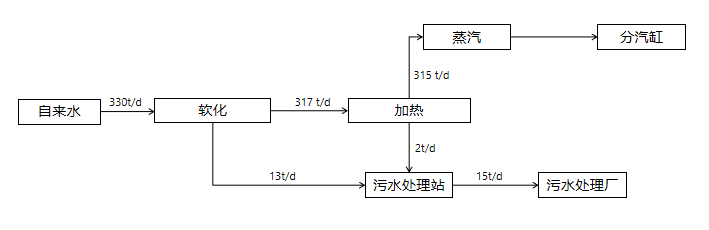 蒸汽
分汽缸
315 t/d
自来水
330t/d
软化
317 t/d
加热
2t/d
13t/d
污水处理站
15t/d
污水处理厂